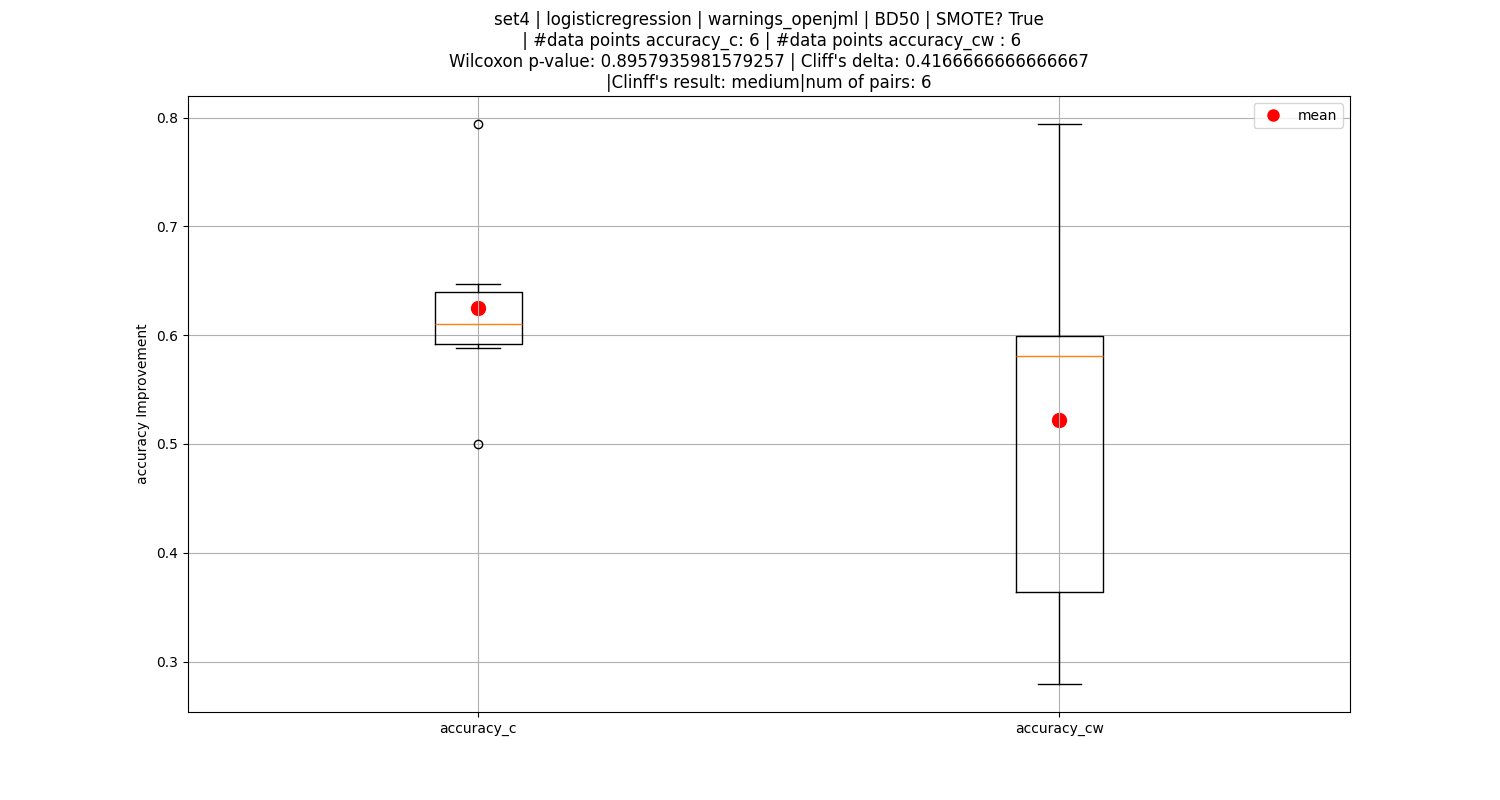 set4 | logisticregression | warnings_openjml | BD50 | SMOTE? True
| #data points accuracy_c: 6 | #data points accuracy_cw : 6
Wilcoxon p-value: 0.8957935981579257 | Cliff's delta: 0.4166666666666667
|Clinff's result: medium|num of pairs: 6
mean
0.8
0.7
0.6
0.5
0.4
0.3
accuracy Improvement
accuracy_c
accuracy_cw